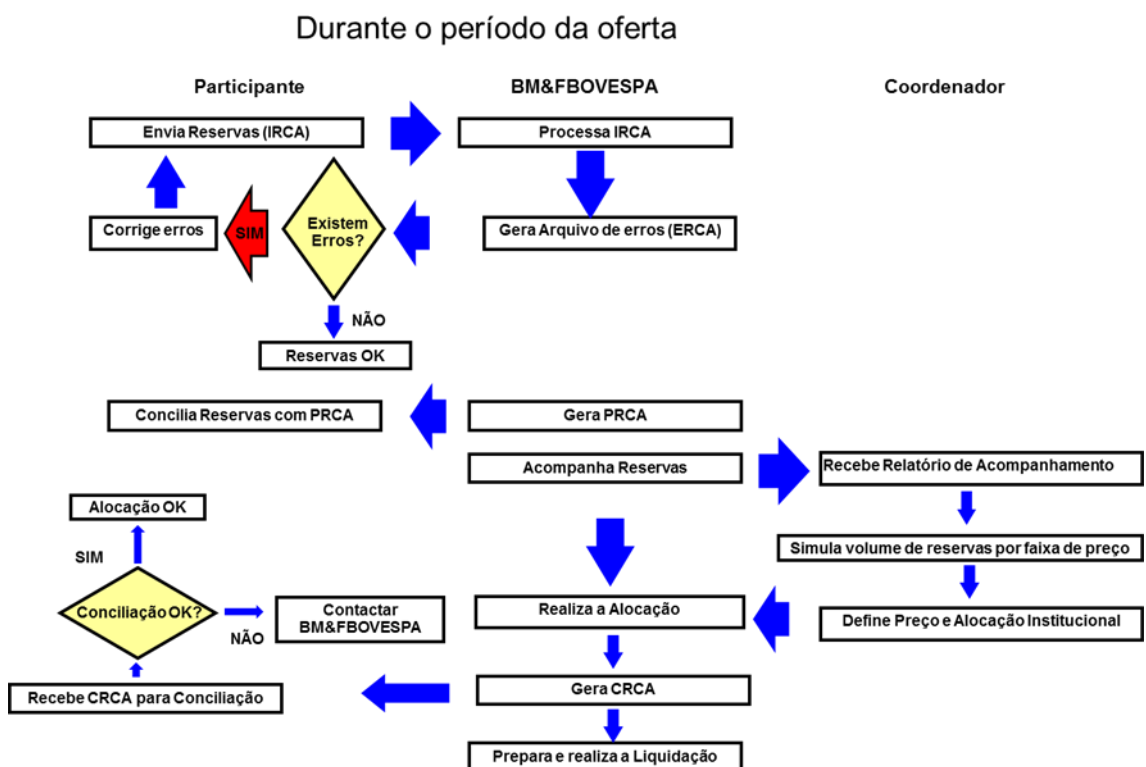 Durante o período da oferta
Participante
BM&FBOVESPA
Coordenador
Envia Reservas (IRCA)
Processa IRCA
Corrige erros
SIM
Existem
Erros?
Gera Arquivo de erros (ERCA)
NÃO
Reservas OK
Concilia Reservas com PRCA
Gera PRCA
Acompanha Reservas
Recebe Relatório de Acompanhamento
Alocação OK
SIM
Simula volume de reservas por faixa de preço
Conciliação OK?
NÃO
Contactar
BM&FBOVESPA
Realiza a Alocação
Define Preço e Alocação Institucional
Recebe CRCA para Conciliação
Gera CRCA
Prepara e realiza a Liquidação